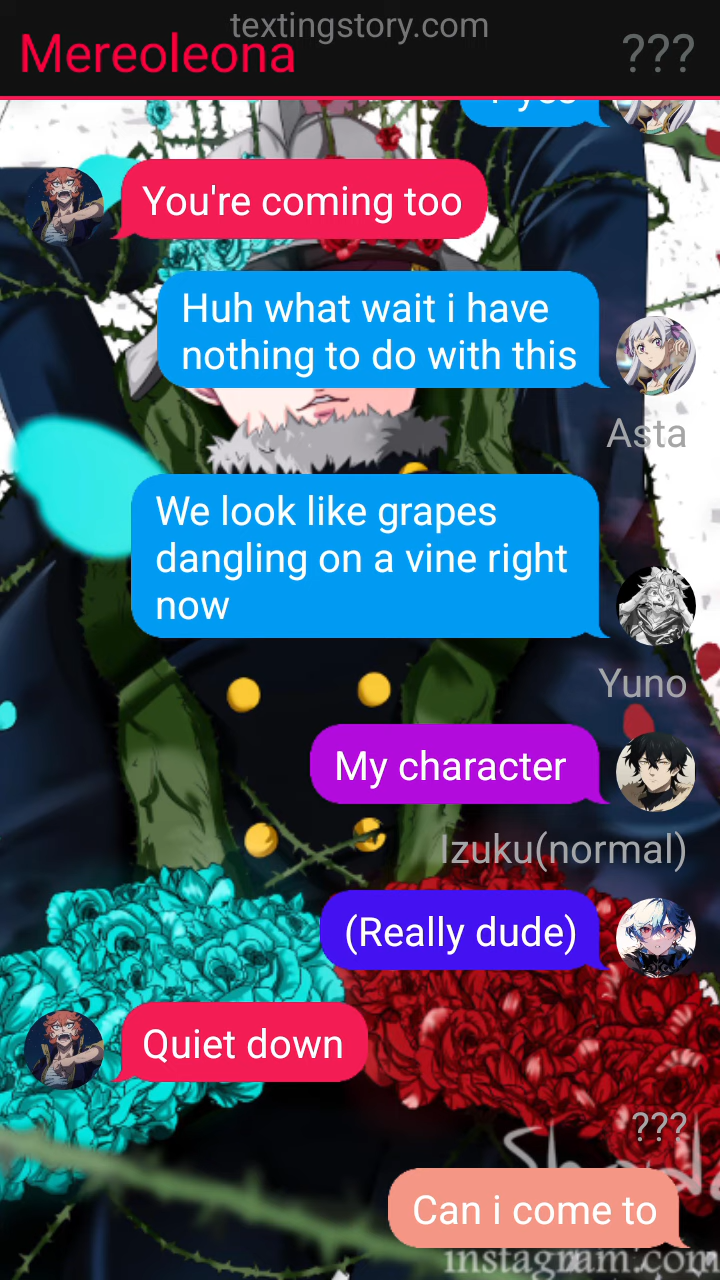 textingstory.com
Mereoleona
???
You're coming too
Huh what wait i have
nothing to do with this
Asta
We look like grapes
dangling on a vine right
now
Yuno
My character
Izuku(normal)
(Really dude)
Quiet down
???
Can i come to
instagram.com